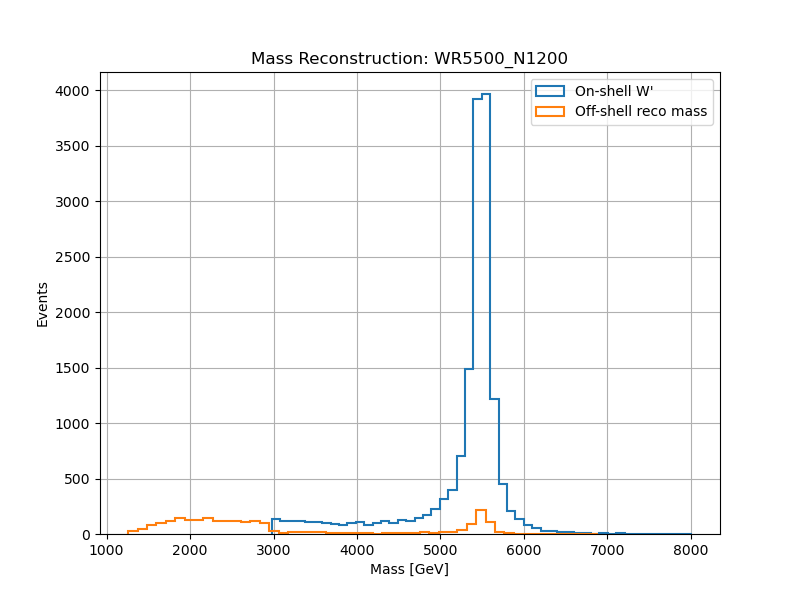 Mass Reconstruction: WR5500_N1200
On-shell W'
Off-shell reco mass
4000
3500
3000
2500
2000
1500
1000
500
0
Events
1000 2000 3000 4000 5000 6000 7000 8000
Mass [GeV]